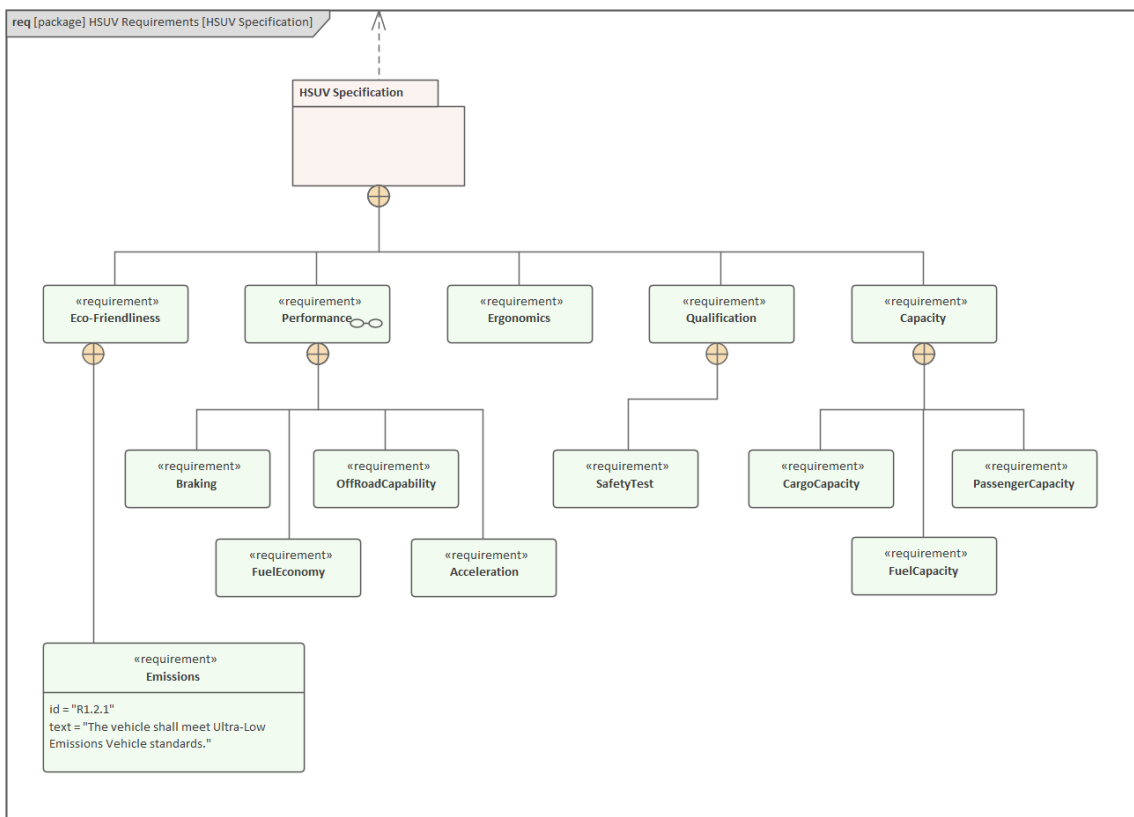 req [package] HSUV Requirements [HSUV Specification]
HSUV Specification
«requirement»
Eco-Friendliness
«requirement»
Performance
«requirement»
Ergonomics
«requirement»
Qualification
«requirement»
Capacity
«requirement»
Braking
«requirement»
OffRoadCapability
«requirement»
SafetyTest
«requirement»
CargoCapacity
«requirement»
PassengerCapacity
«requirement»
FuelEconomy
«requirement»
Acceleration
«requirement»
FuelCapacity
«requirement»
Emissions
id = "R1.2.1"
text = "The vehicle shall meet Ultra-Low
Emissions Vehicle standards."